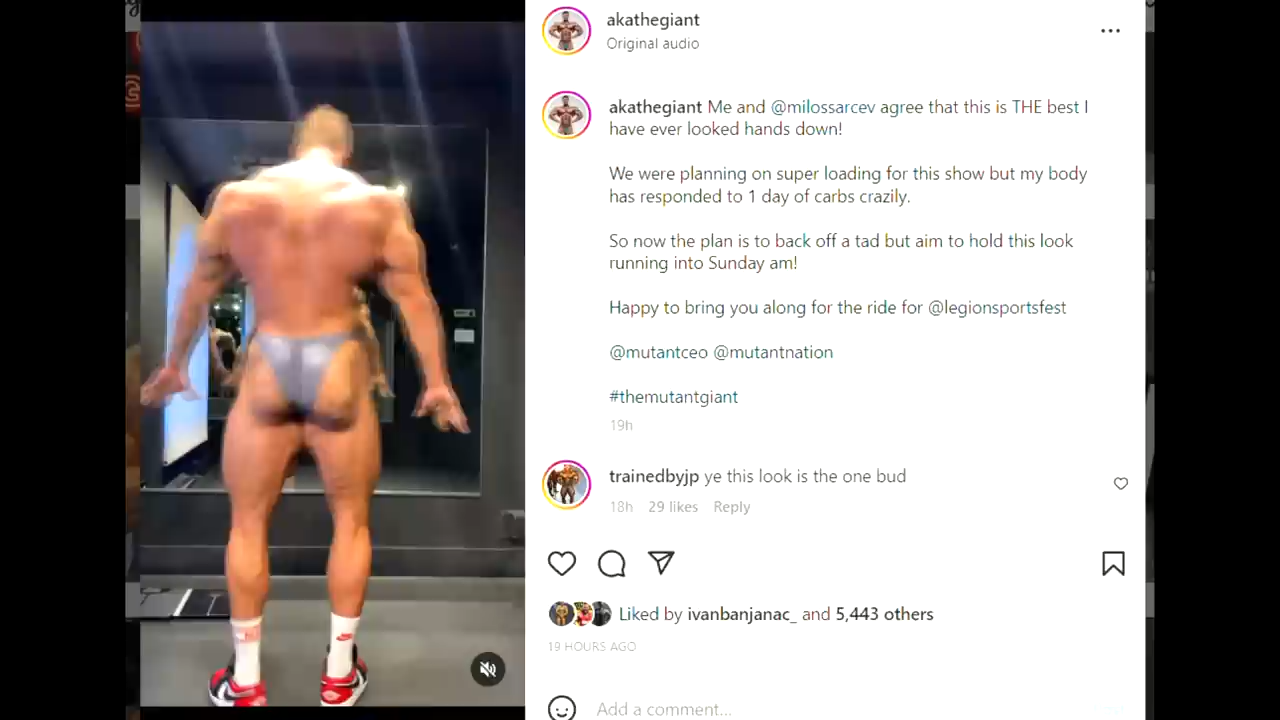 akathegiant
Original audio
akathegiant Me and @milossarcev agree that this is THE best I
have ever looked hands down!
We were planning on super loading for this show but my body
has responded to 1 day of carbs crazily.
So now the plan is to back off a tad but aim to hold this look
running into Sunday am!
Happy to bring you along for the ride for @legionsportsfest
@mutantceo @mutantnation
#themutantgiant
19h
trainedbyjp ye this look is the one bud
18h 29 likes Reply
Liked by ivanbanjanac_ and 5,443 others
19 HOURS AGO
Add a comment...